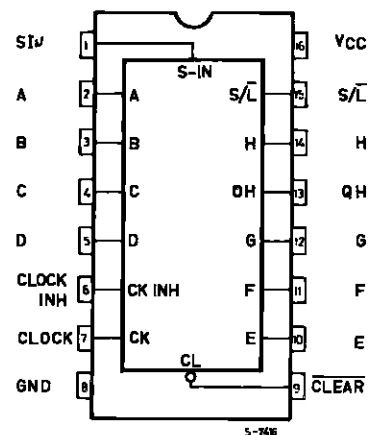 SIN 1 16 VCC
S-IN
A 2 A S/L̅ 15 S/L̅
B 3 B H 14 H
C 4 C QH 13 QH
D 5 D G 12 G
CLOCK INH 6 CK INH F 11 F
CLOCK 7 CK E 10 E
CL
GND 8 9 C̅L̅E̅A̅R̅
S-7416